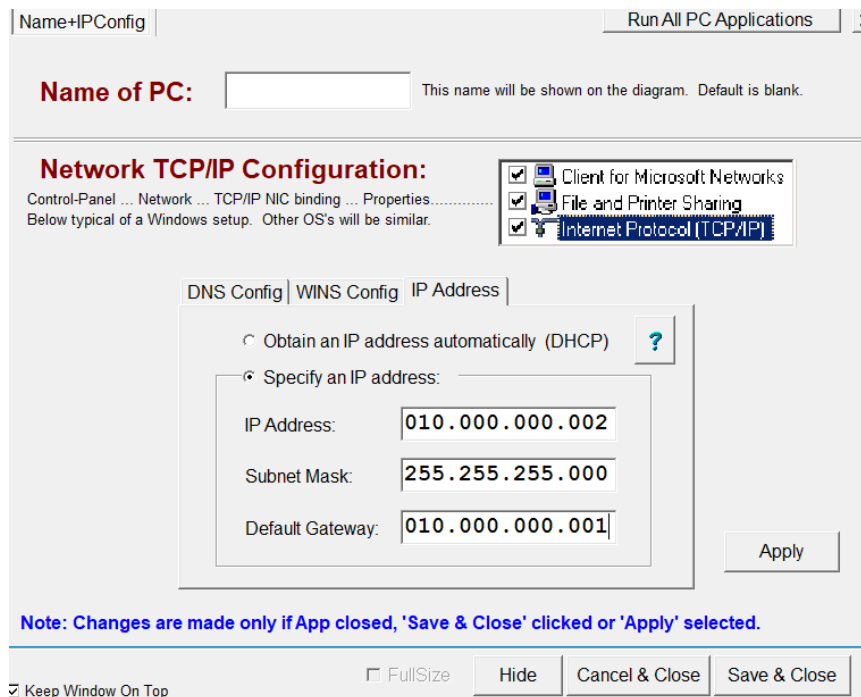 Name+IPConfig
Run All PC Applications
Name of PC:
This name will be shown on the diagram. Default is blank.
Network TCP/IP Configuration:
Control-Panel ... Network ... TCP/IP NIC binding ... Properties..............
Below typical of a Windows setup. Other OS's will be similar.
Client for Microsoft Networks
File and Printer Sharing
Internet Protocol (TCP/IP)
DNS Config
WINS Config
IP Address
Obtain an IP address automatically (DHCP)
?
Specify an IP address:
IP Address:
010.000.000.002
Subnet Mask:
255.255.255.000
Default Gateway:
010.000.000.001
Apply
Note: Changes are made only if App closed, 'Save & Close' clicked or 'Apply' selected.
Keep Window On Top
FullSize
Hide
Cancel & Close
Save & Close